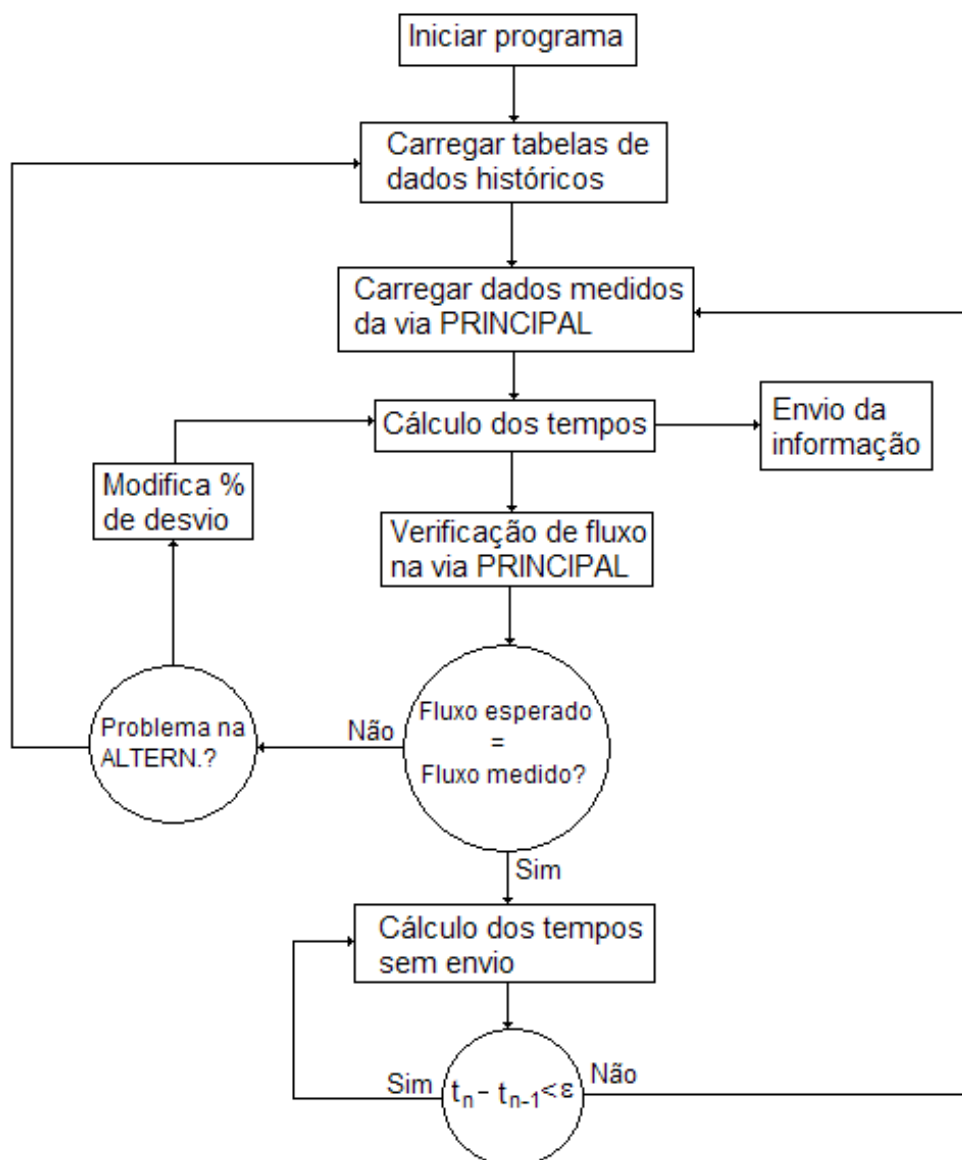 Iniciar programa
Carregar tabelas de
dados históricos
Carregar dados medidos
da via PRINCIPAL
Cálculo dos tempos
Envio da
informação
Modifica %
de desvio
Verificação de fluxo
na via PRINCIPAL
Fluxo esperado
=
Fluxo medido?
Não
Problema na
ALTERN.?
Sim
Cálculo dos tempos
sem envio
tn - tn-1 < ε
Sim
Não